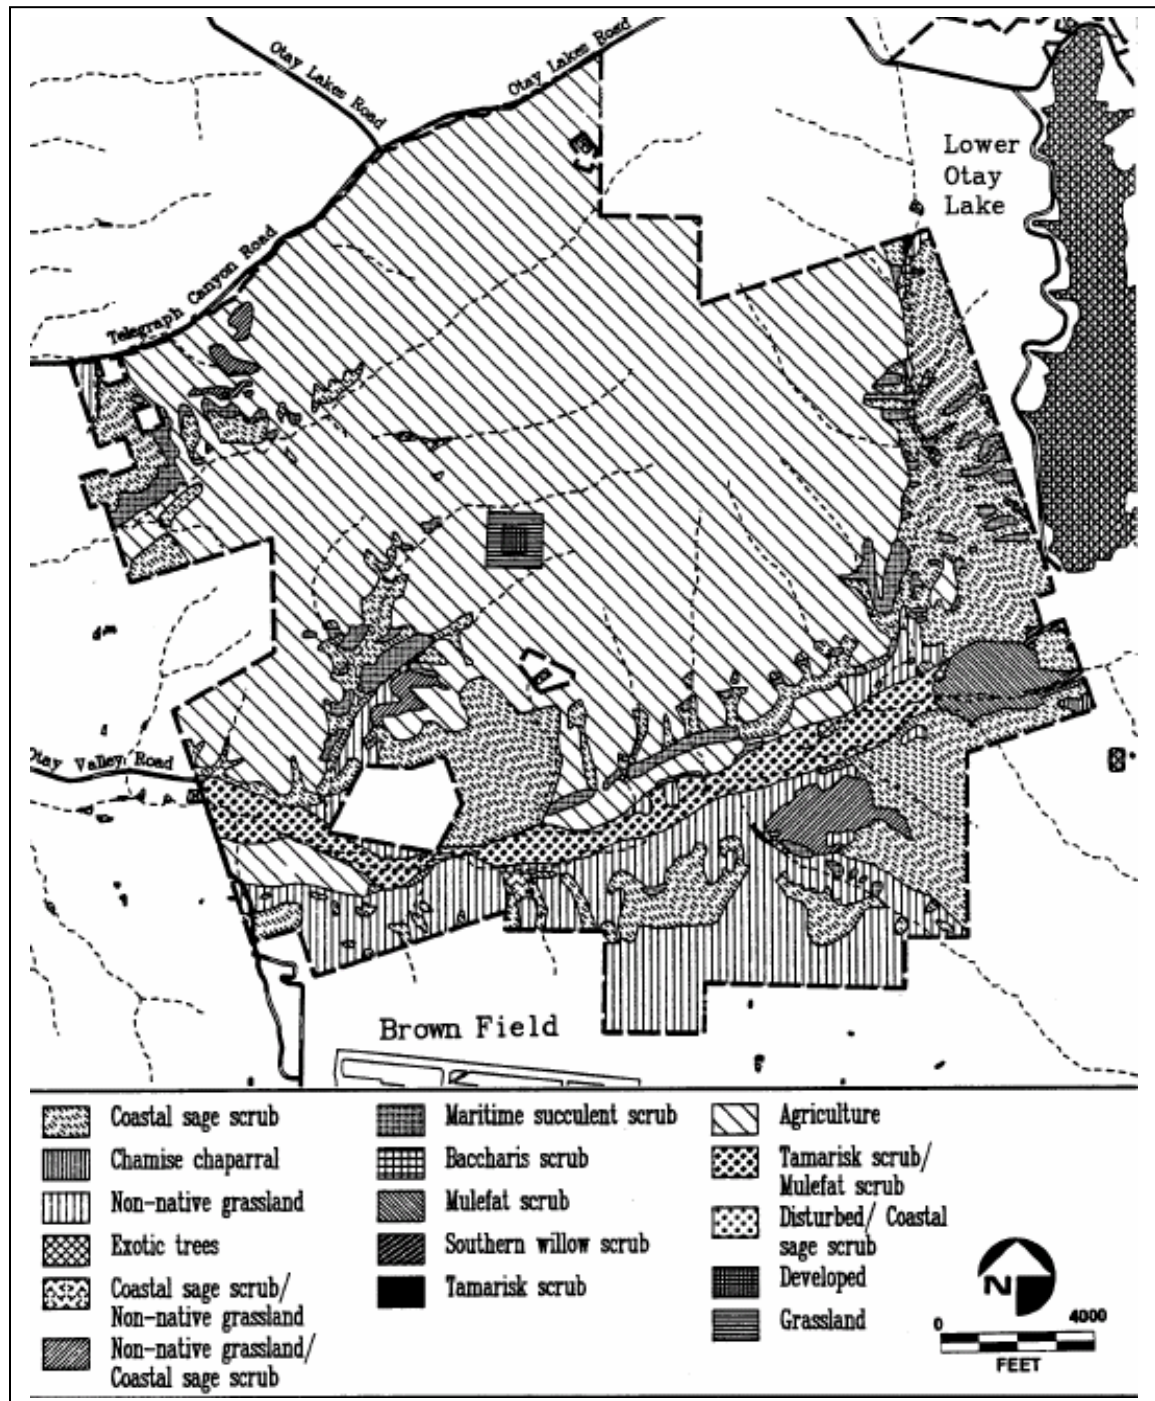 Otay Lakes Road
Otay Lakes Road
Lower
Otay
Lake
Telegraph Canyon Road
Otay Valley Road
Brown Field
Coastal sage scrub
Chamise chaparral
Non-native grassland
Exotic trees
Coastal sage scrub/
Non-native grassland
Non-native grassland/
Coastal sage scrub
Maritime succulent scrub
Baccharis scrub
Mulefat scrub
Southern willow scrub
Tamarisk scrub
Agriculture
Tamarisk scrub/
Mulefat scrub
Disturbed/ Coastal
sage scrub
Developed
Grassland
N
0 4000
FEET